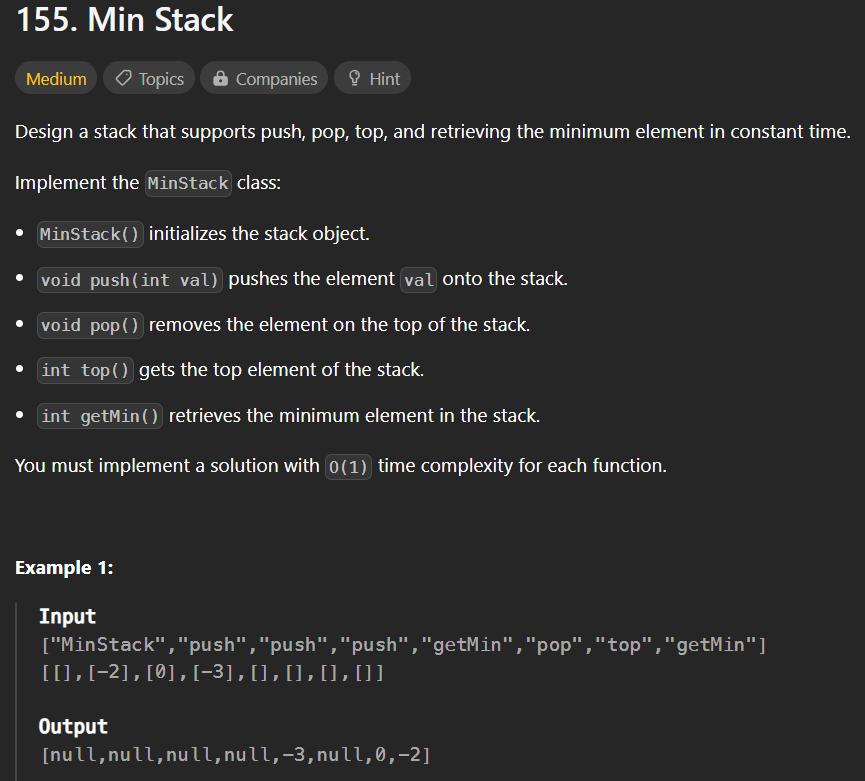 155. Min Stack
Medium Topics Companies Hint
Design a stack that supports push, pop, top, and retrieving the minimum element in constant time.
Implement the MinStack class:
• MinStack() initializes the stack object.
• void push(int val) pushes the element val onto the stack.
• void pop() removes the element on the top of the stack.
• int top() gets the top element of the stack.
• int getMin() retrieves the minimum element in the stack.
You must implement a solution with O(1) time complexity for each function.
Example 1:
Input
["MinStack","push","push","push","getMin","pop","top","getMin"]
[[],[-2],[0],[-3],[],[],[],[]]
Output
[null,null,null,null,-3,null,0,-2]